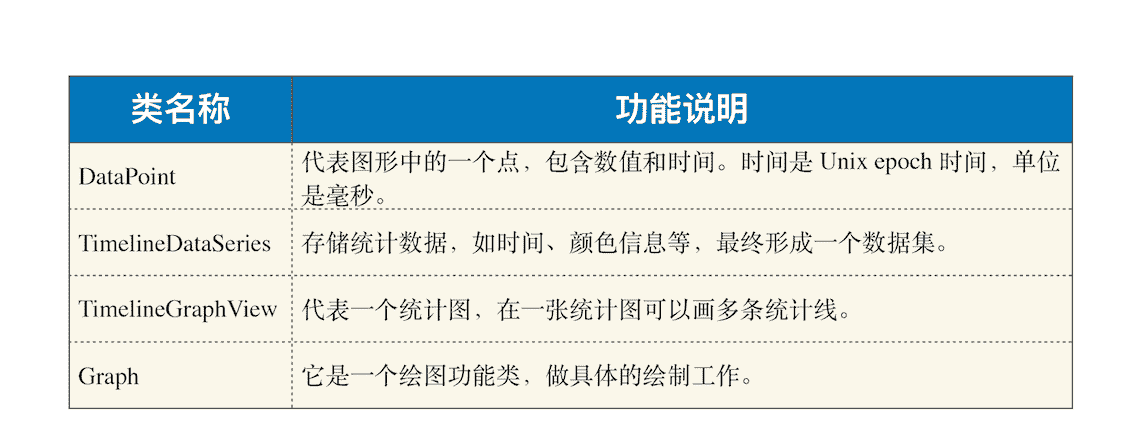 类名称 功能说明
DataPoint 代表图形中的一个点，包含数值和时间。时间是 Unix epoch 时间，单位
是毫秒。
TimelineDataSeries 存储统计数据，如时间、颜色信息等，最终形成一个数据集。
TimelineGraphView 代表一个统计图，在一张统计图可以画多条统计线。
Graph 它是一个绘图功能类，做具体的绘制工作。